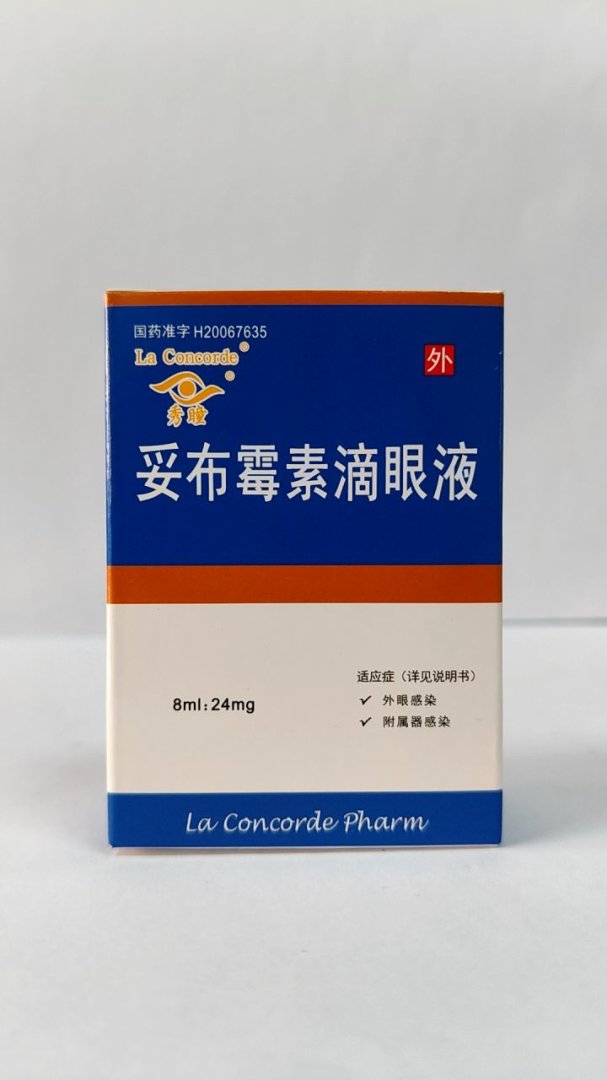 国药准字 H20067635
La Concorde®
外
®
秀瞳
妥布霉素滴眼液
适应症（详见说明书）
8ml:24mg
✓ 外眼感染
✓ 附属器感染
La Concorde Pharm